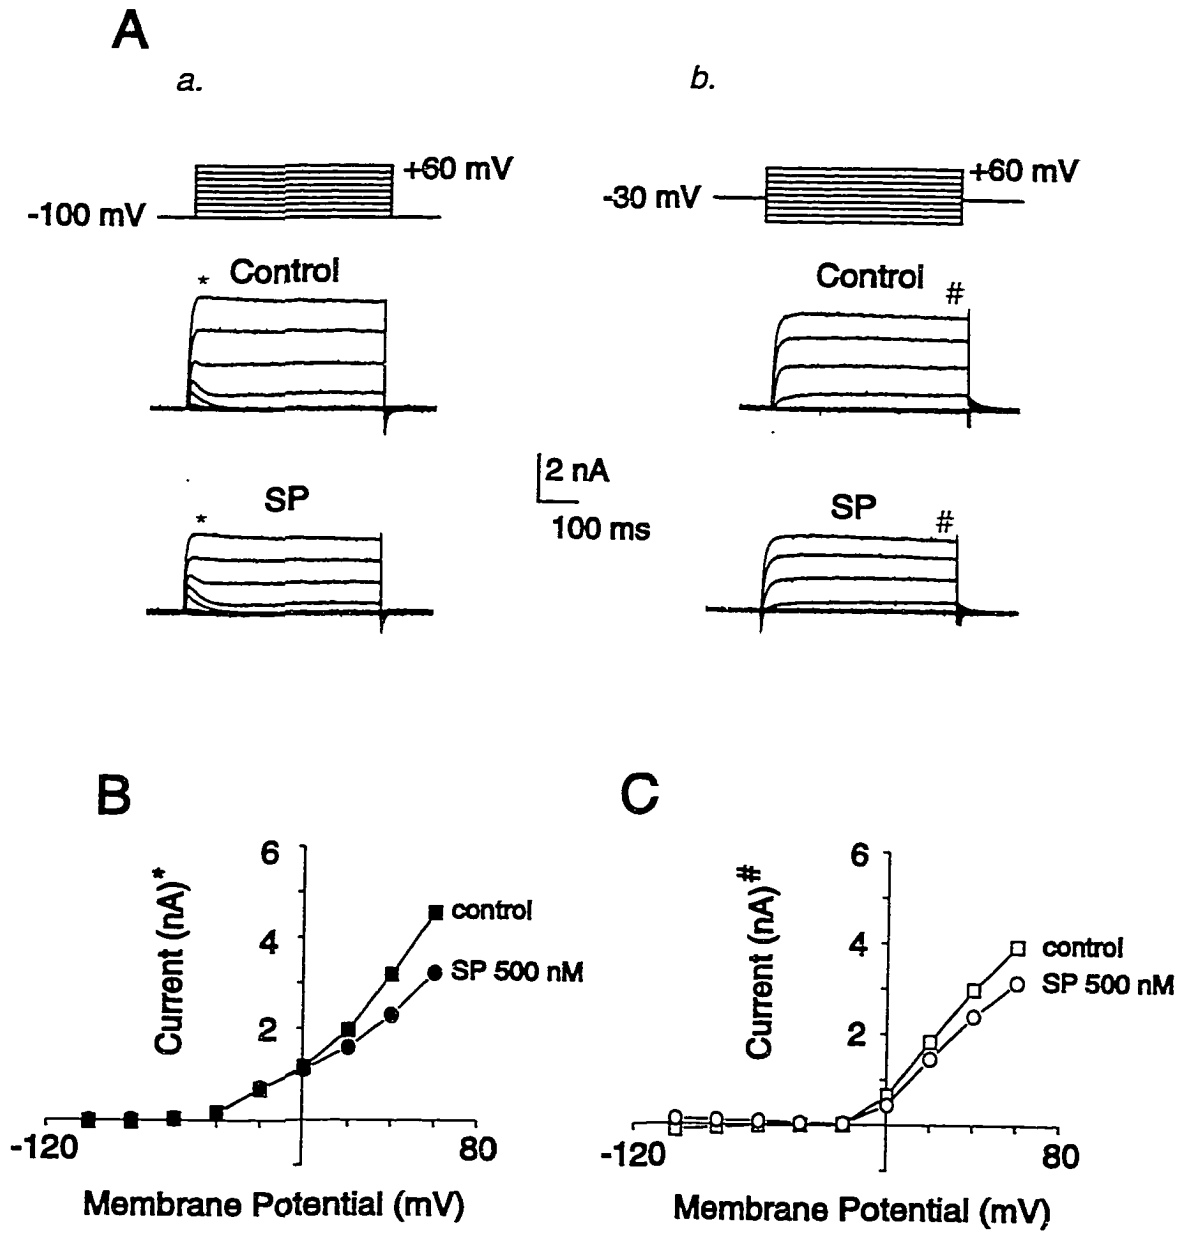 A
a.
b.
+60 mV
-100 mV
+60 mV
-30 mV
* Control
Control #
2 nA
100 ms
SP
*
SP #
B
C
Current (nA)*
6
4
2
control
SP 500 nM
-120
80
Membrane Potential (mV)
Current (nA)#
6
4
2
control
SP 500 nM
-120
80
Membrane Potential (mV)